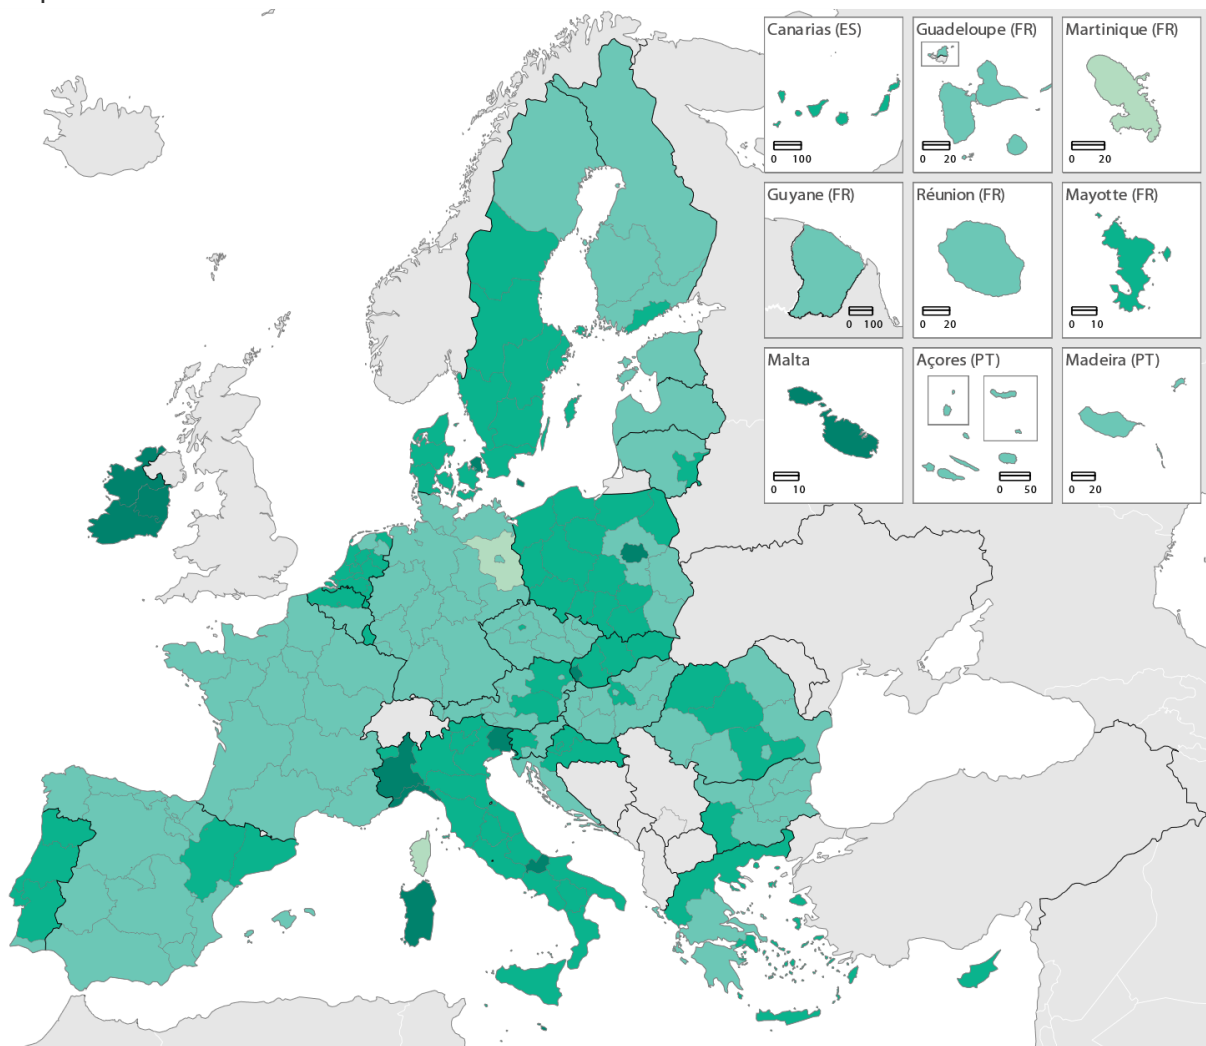 Canarias (ES)
0 100
Guadeloupe (FR)
0 20
Martinique (FR)
0 20
Guyane (FR)
0 100
Réunion (FR)
0 20
Mayotte (FR)
0 10
Malta
0 10
Açores (PT)
0 50
Madeira (PT)
0 20